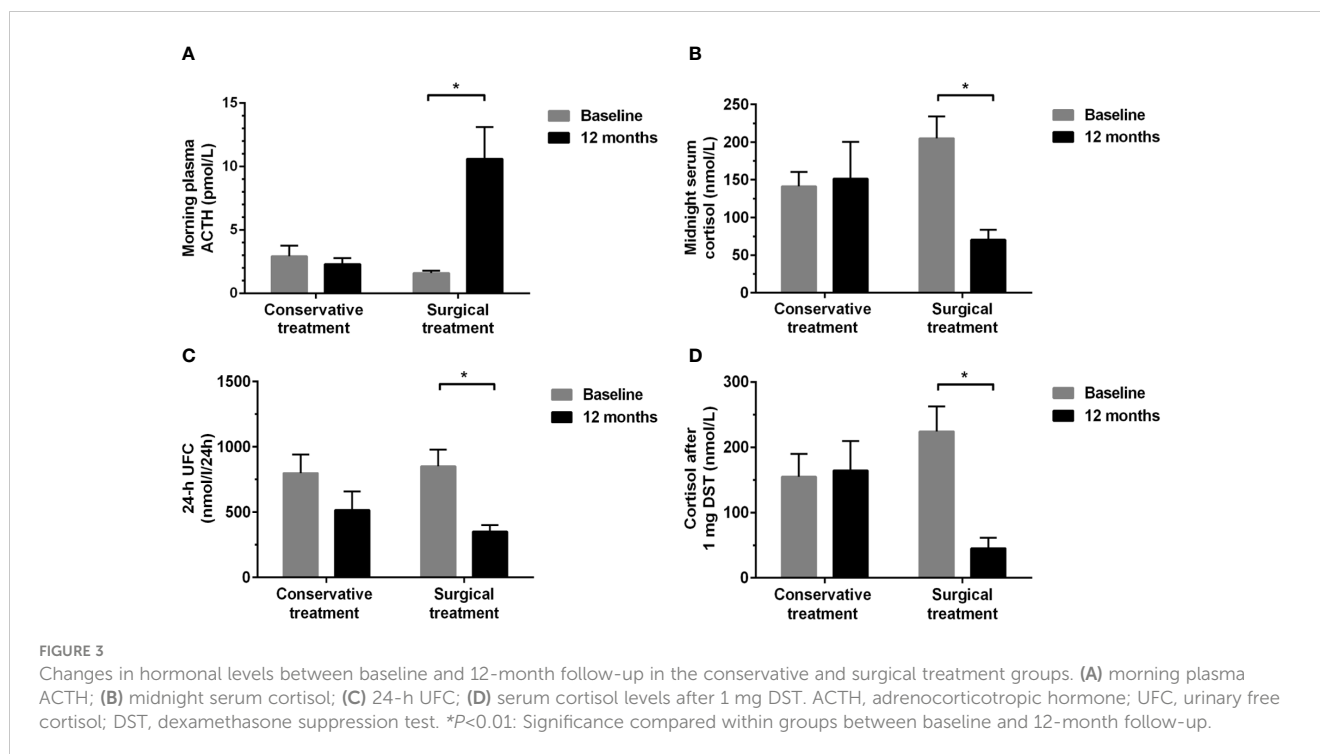 A
Morning plasma
ACTH (pmol/L)
15
10
5
0
*
Baseline
12 months
Conservative
treatment
Surgical
treatment
B
Midnight serum
cortisol (nmol/L)
250
200
150
100
50
0
*
Baseline
12 months
Conservative
treatment
Surgical
treatment
C
24-h UFC
(nmol/l/24h)
1500
1000
500
0
*
Baseline
12 months
Conservative
treatment
Surgical
treatment
D
Cortisol after
1 mg DST (nmol/L)
300
200
100
0
*
Baseline
12 months
Conservative
treatment
Surgical
treatment
FIGURE 3
Changes in hormonal levels between baseline and 12-month follow-up in the conservative and surgical treatment groups. (A) morning plasma
ACTH; (B) midnight serum cortisol; (C) 24-h UFC; (D) serum cortisol levels after 1 mg DST. ACTH, adrenocorticotropic hormone; UFC, urinary free
cortisol; DST, dexamethasone suppression test. *P<0.01: Significance compared within groups between baseline and 12-month follow-up.